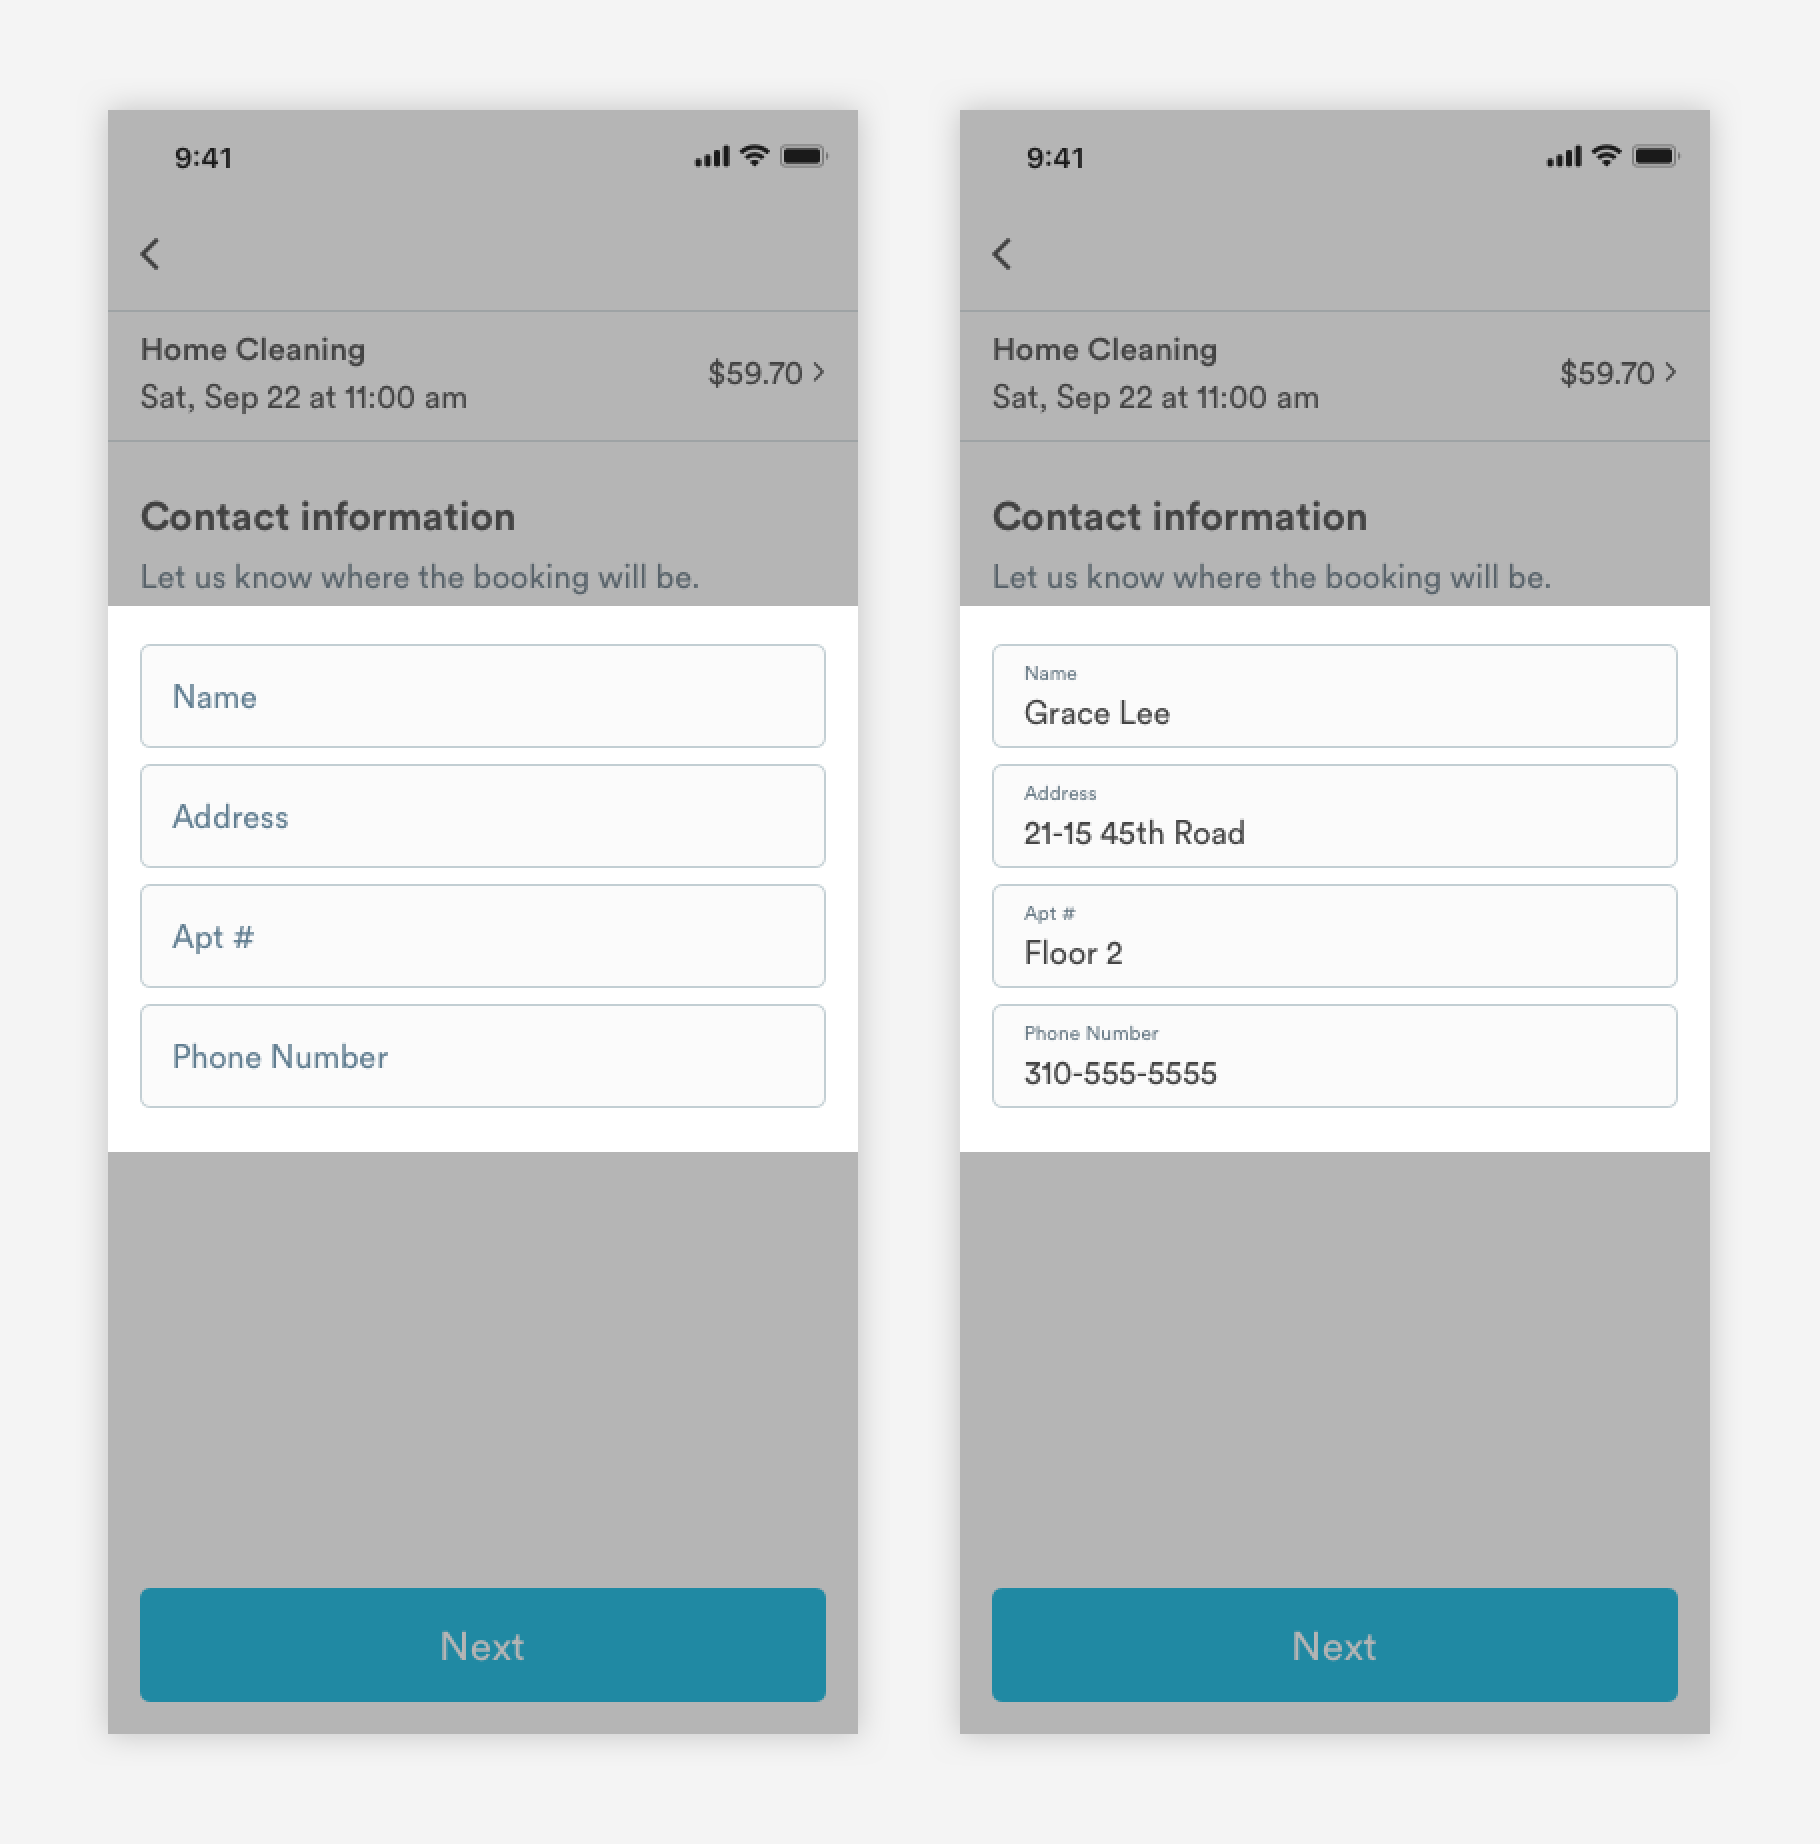 9:41
Home Cleaning
Sat, Sep 22 at 11:00 am
$59.70
Contact information
Let us know where the booking will be.
Name
Address
Apt #
Phone Number
Next
9:41
Home Cleaning
Sat, Sep 22 at 11:00 am
$59.70
Contact information
Let us know where the booking will be.
Name
Grace Lee
Address
21-15 45th Road
Apt #
Floor 2
Phone Number
310-555-5555
Next